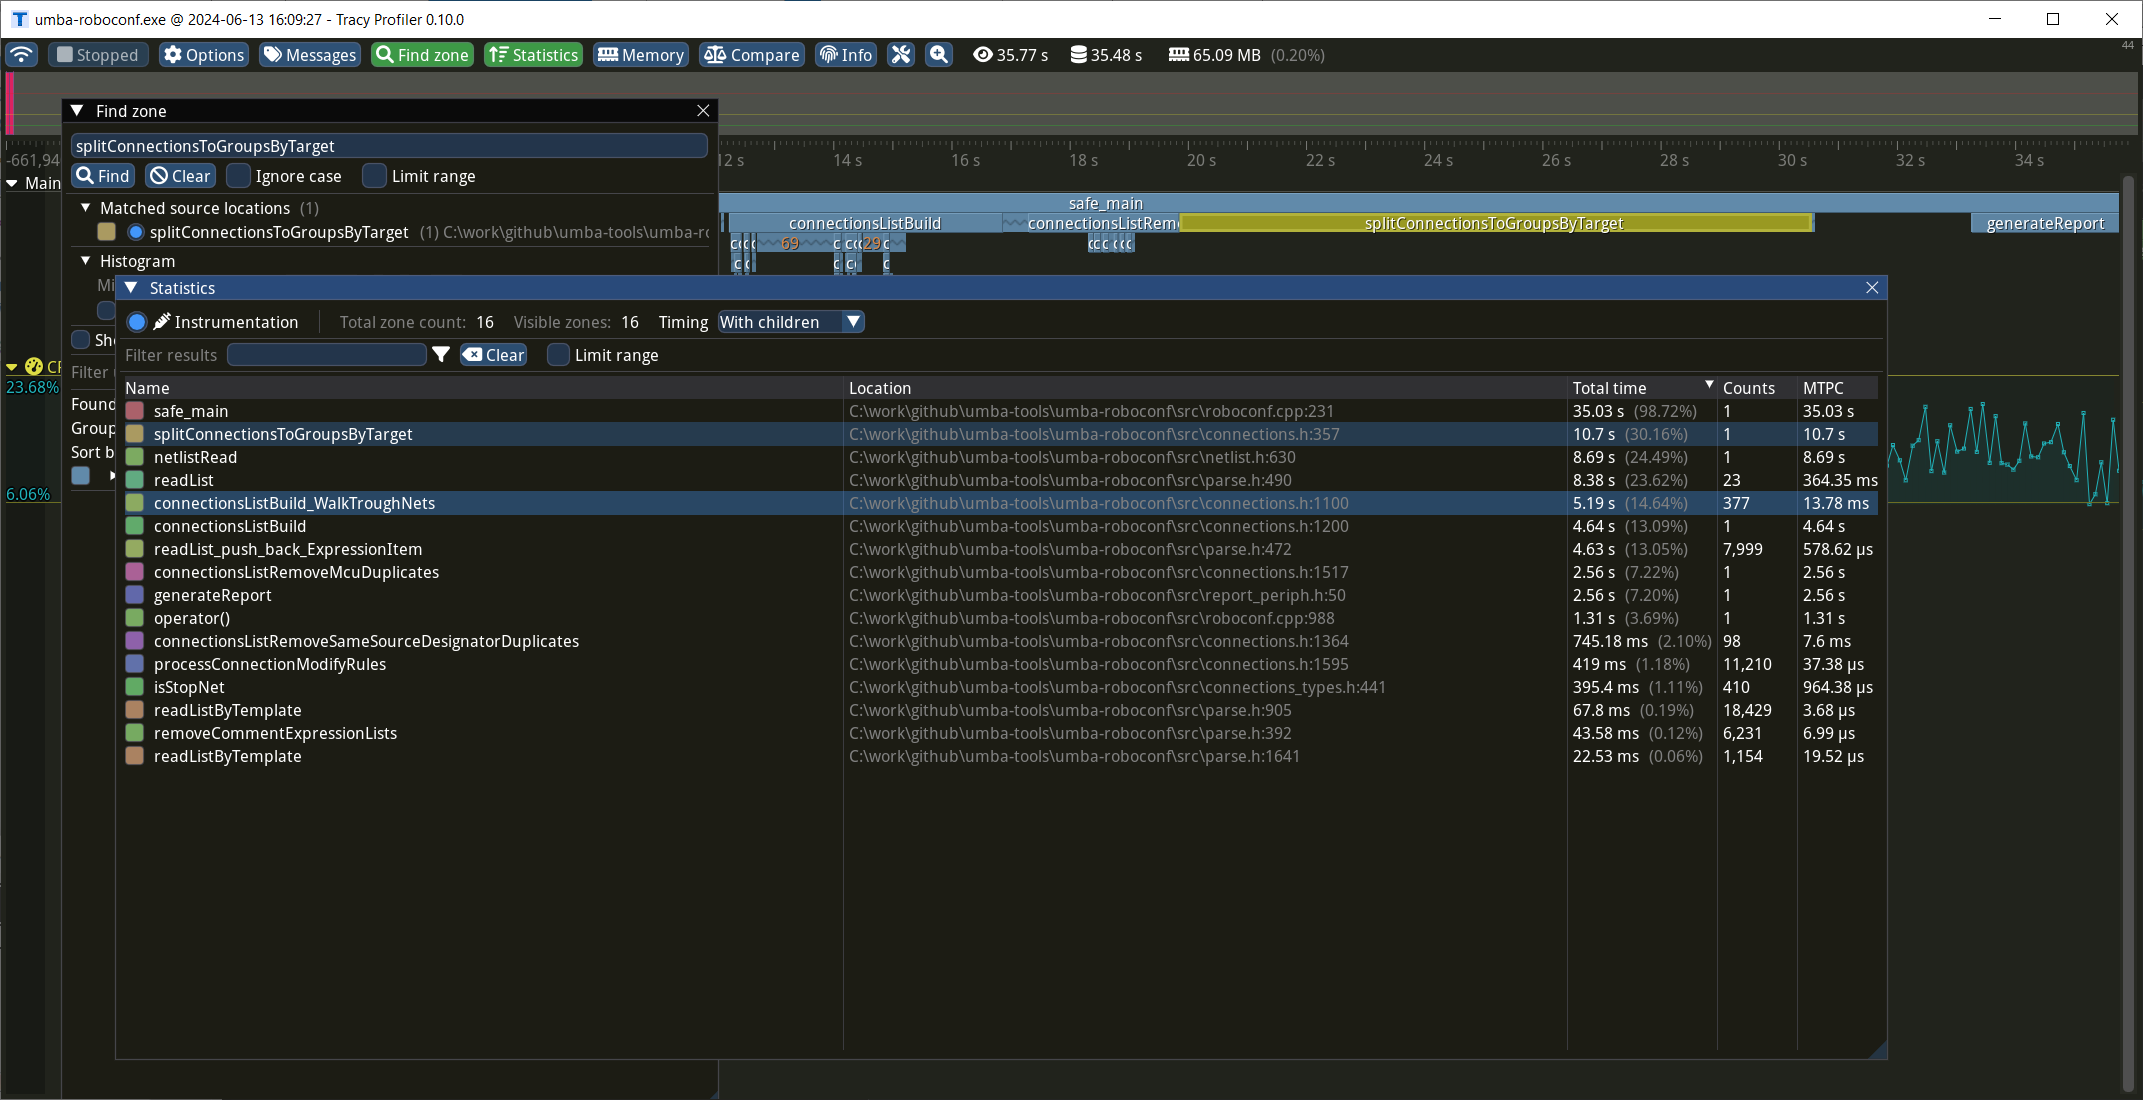 umba-roboconf.exe @ 2024-06-13 16:09:27 - Tracy Profiler 0.10.0
Stopped Options Messages Find zone Statistics Memory Compare Info 35.77 s 35.48 s 65.09 MB (0.20%) 44
Find zone
splitConnectionsToGroupsByTarget
-661,94 12 s 14 s 16 s 18 s 20 s 22 s 24 s 26 s 28 s 30 s 32 s 34 s
Find Clear Ignore case Limit range
Main
safe_main
Matched source locations (1)
connectionsListBuild connectionsListRem splitConnectionsToGroupsByTarget generateReport
splitConnectionsToGroupsByTarget (1) C:\work\github\umba-tools\umba-r
69 29
Histogram
Mi
Statistics
Instrumentation Total zone count: 16 Visible zones: 16 Timing With children
Sh
Filter results Clear Limit range
Filter
23.68%
Name Location Total time Counts MTPC
Found
safe_main C:\work\github\umba-tools\umba-roboconf\src\roboconf.cpp:231 35.03 s (98.72%) 1 35.03 s
Group
splitConnectionsToGroupsByTarget C:\work\github\umba-tools\umba-roboconf\src\connections.h:357 10.7 s (30.16%) 1 10.7 s
Sort b
netlistRead C:\work\github\umba-tools\umba-roboconf\src\netlist.h:630 8.69 s (24.49%) 1 8.69 s
readList C:\work\github\umba-tools\umba-roboconf\src\parse.h:490 8.38 s (23.62%) 23 364.35 ms
6.06%
connectionsListBuild_WalkTroughNets C:\work\github\umba-tools\umba-roboconf\src\connections.h:1100 5.19 s (14.64%) 377 13.78 ms
connectionsListBuild C:\work\github\umba-tools\umba-roboconf\src\connections.h:1200 4.64 s (13.09%) 1 4.64 s
readList_push_back_ExpressionItem C:\work\github\umba-tools\umba-roboconf\src\parse.h:472 4.63 s (13.05%) 7,999 578.62 μs
connectionsListRemoveMcuDuplicates C:\work\github\umba-tools\umba-roboconf\src\connections.h:1517 2.56 s (7.22%) 1 2.56 s
generateReport C:\work\github\umba-tools\umba-roboconf\src\report_periph.h:50 2.56 s (7.20%) 1 2.56 s
operator() C:\work\github\umba-tools\umba-roboconf\src\roboconf.cpp:988 1.31 s (3.69%) 1 1.31 s
connectionsListRemoveSameSourceDesignatorDuplicates C:\work\github\umba-tools\umba-roboconf\src\connections.h:1364 745.18 ms (2.10%) 98 7.6 ms
processConnectionModifyRules C:\work\github\umba-tools\umba-roboconf\src\connections.h:1595 419 ms (1.18%) 11,210 37.38 μs
isStopNet C:\work\github\umba-tools\umba-roboconf\src\connections_types.h:441 395.4 ms (1.11%) 410 964.38 μs
readListByTemplate C:\work\github\umba-tools\umba-roboconf\src\parse.h:905 67.8 ms (0.19%) 18,429 3.68 μs
removeCommentExpressionLists C:\work\github\umba-tools\umba-roboconf\src\parse.h:392 43.58 ms (0.12%) 6,231 6.99 μs
readListByTemplate C:\work\github\umba-tools\umba-roboconf\src\parse.h:1641 22.53 ms (0.06%) 1,154 19.52 μs